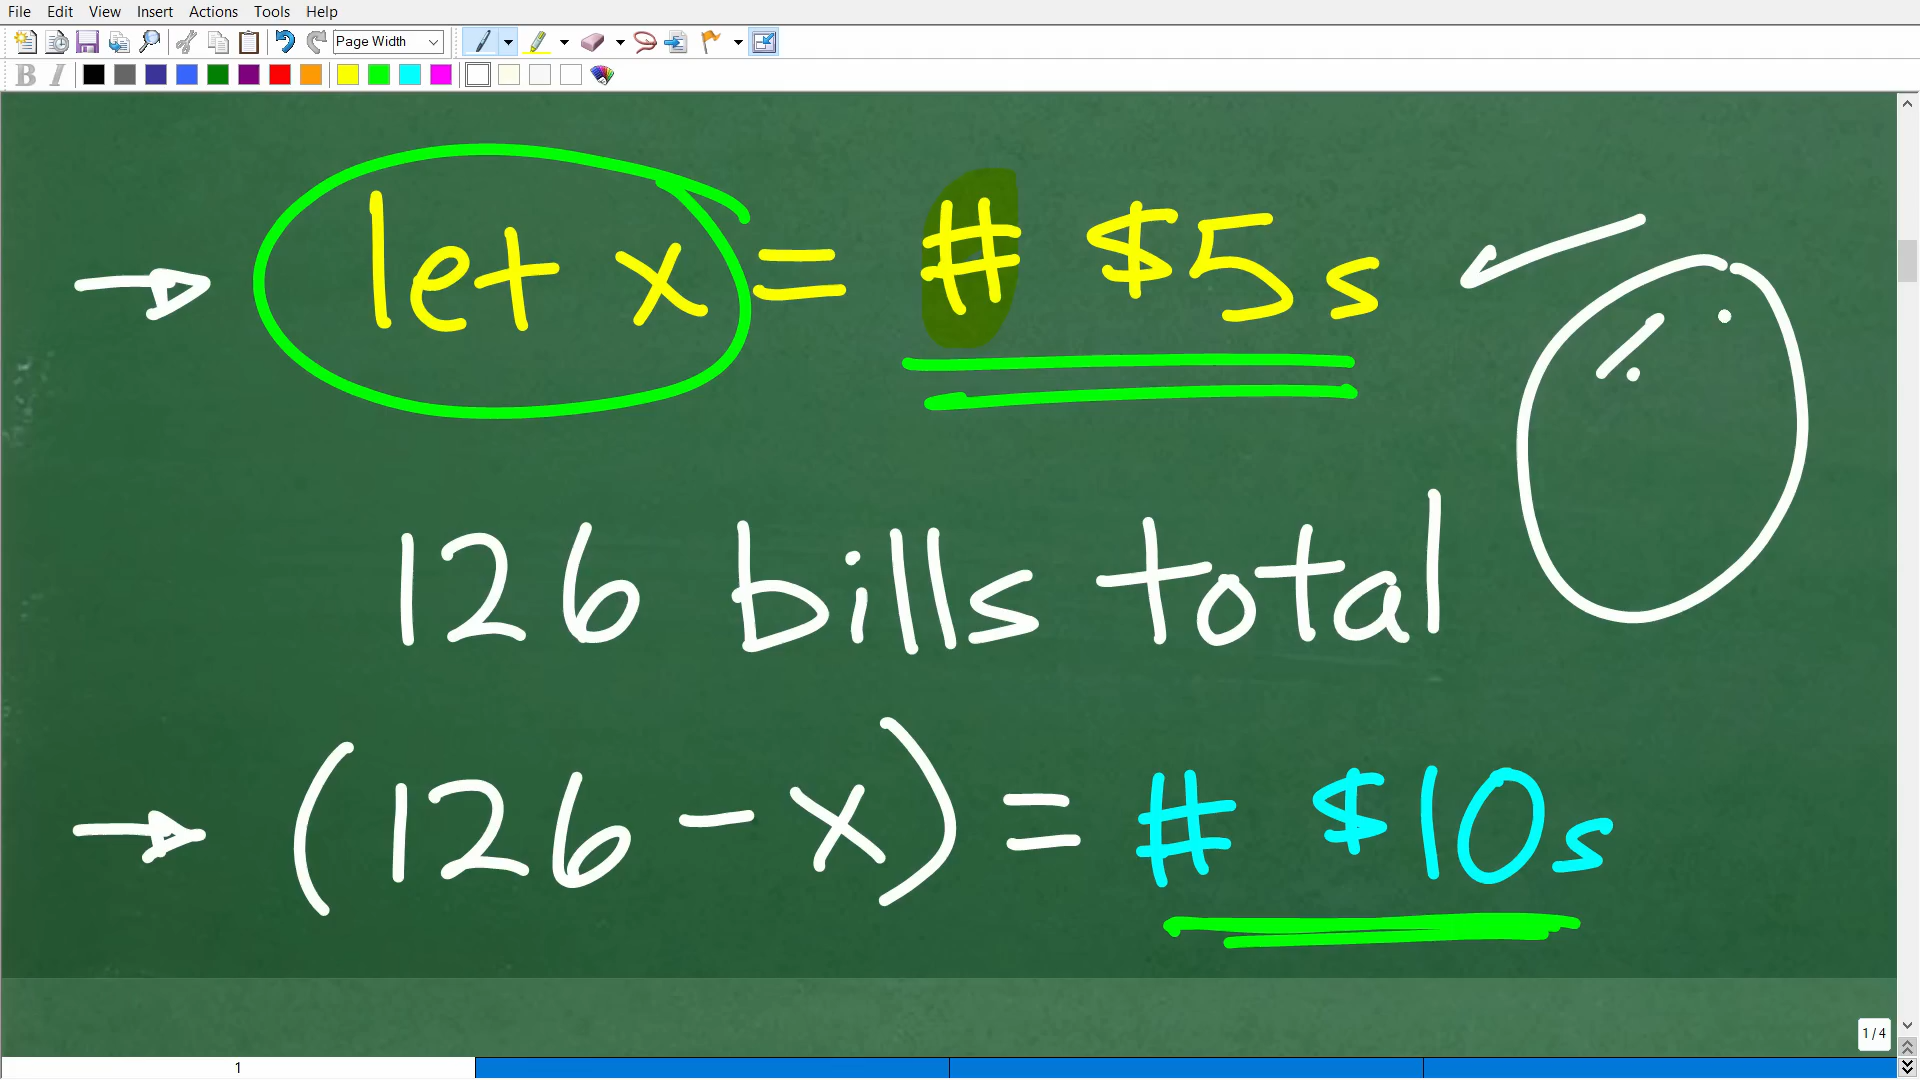 File Edit View Insert Actions Tools Help
Page Width
B I
let x = # $5s
126 bills total
(126 - x) = # $10s
1 / 4
1